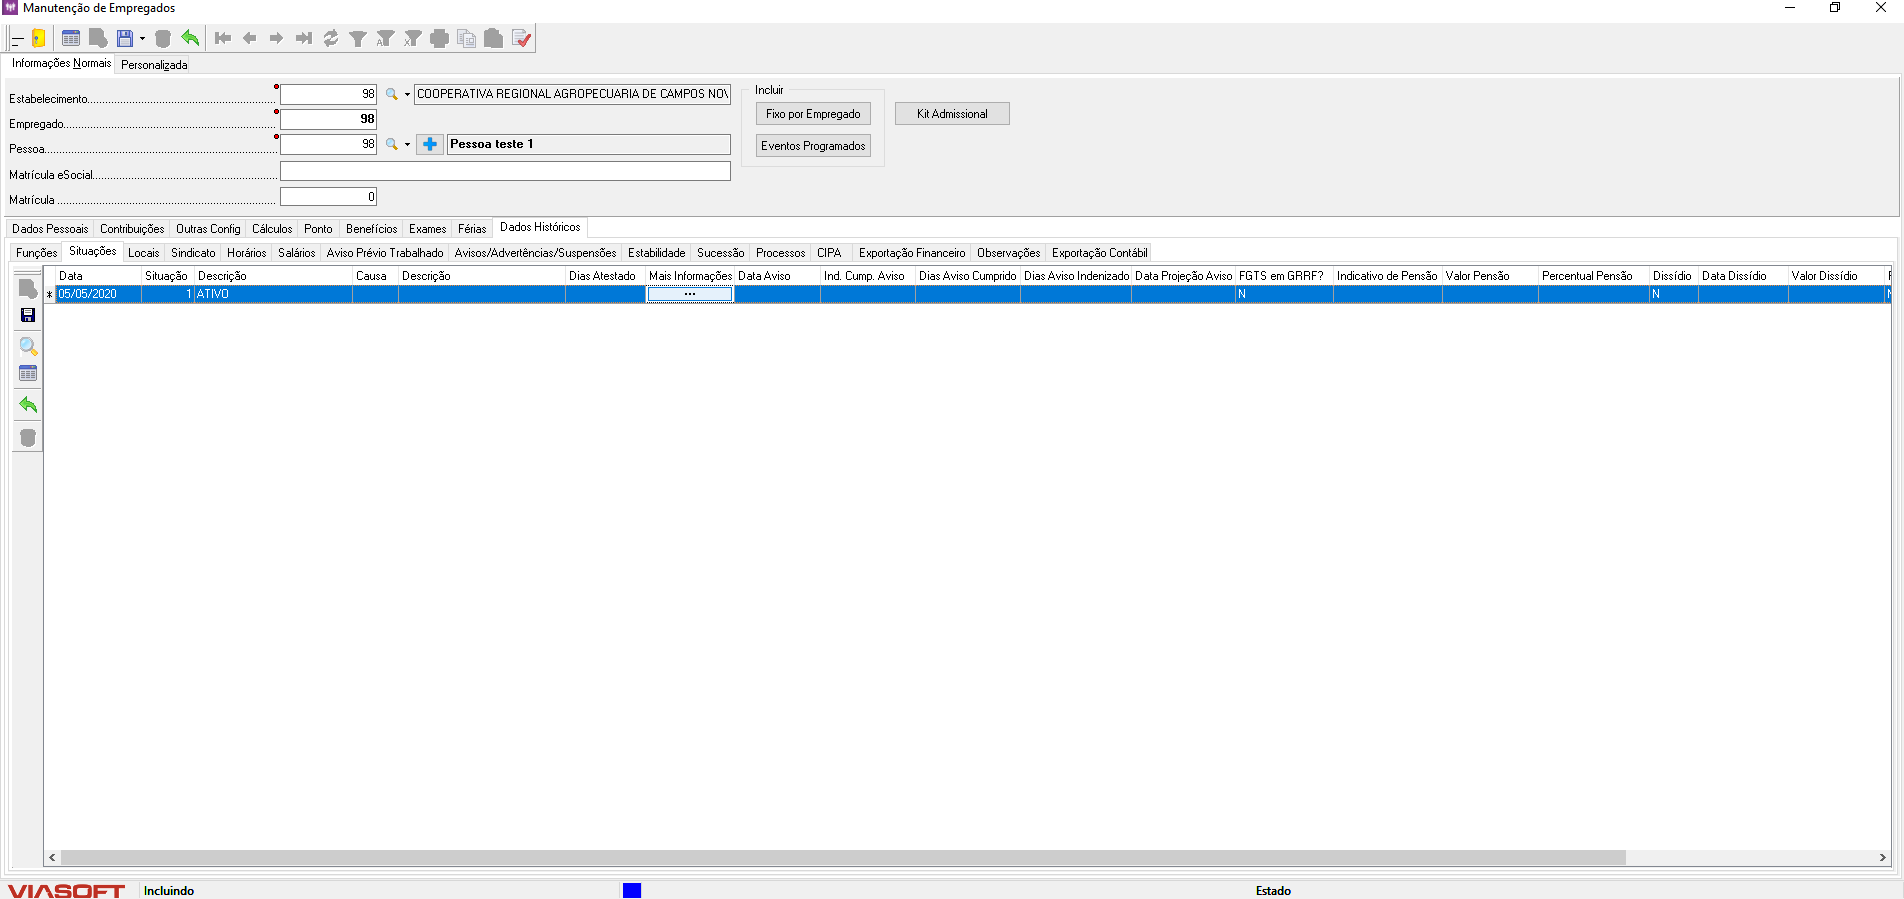 Manutenção de Empregados
Informações Normais Personalizada
Estabelecimento 98 COOPERATIVA REGIONAL AGROPECUARIA DE CAMPOS NOV
Incluir
Empregado 98
Fixo por Empregado Kit Admissional
Pessoa 98 Pessoa teste 1
Eventos Programados
Matrícula eSocial
Matrícula 0
Dados Pessoais Contribuições Outras Config Cálculos Ponto Benefícios Exames Férias Dados Históricos
Funções Situações Locais Sindicato Horários Salários Aviso Prévio Trabalhado Avisos/Advertências/Suspensões Estabilidade Sucessão Processos CIPA Exportação Financeiro Observações Exportação Contábil
Data Situação Descrição Causa Descrição Dias Atestado Mais Informações Data Aviso Ind. Cump. Aviso Dias Aviso Cumprido Dias Aviso Indenizado Data Projeção Aviso FGTS em GRRF? Indicativo de Pensão Valor Pensão Percentual Pensão Dissídio Data Dissídio Valor Dissídio
* 05/05/2020 1 ATIVO ... N N
VIASOFT Incluindo Estado